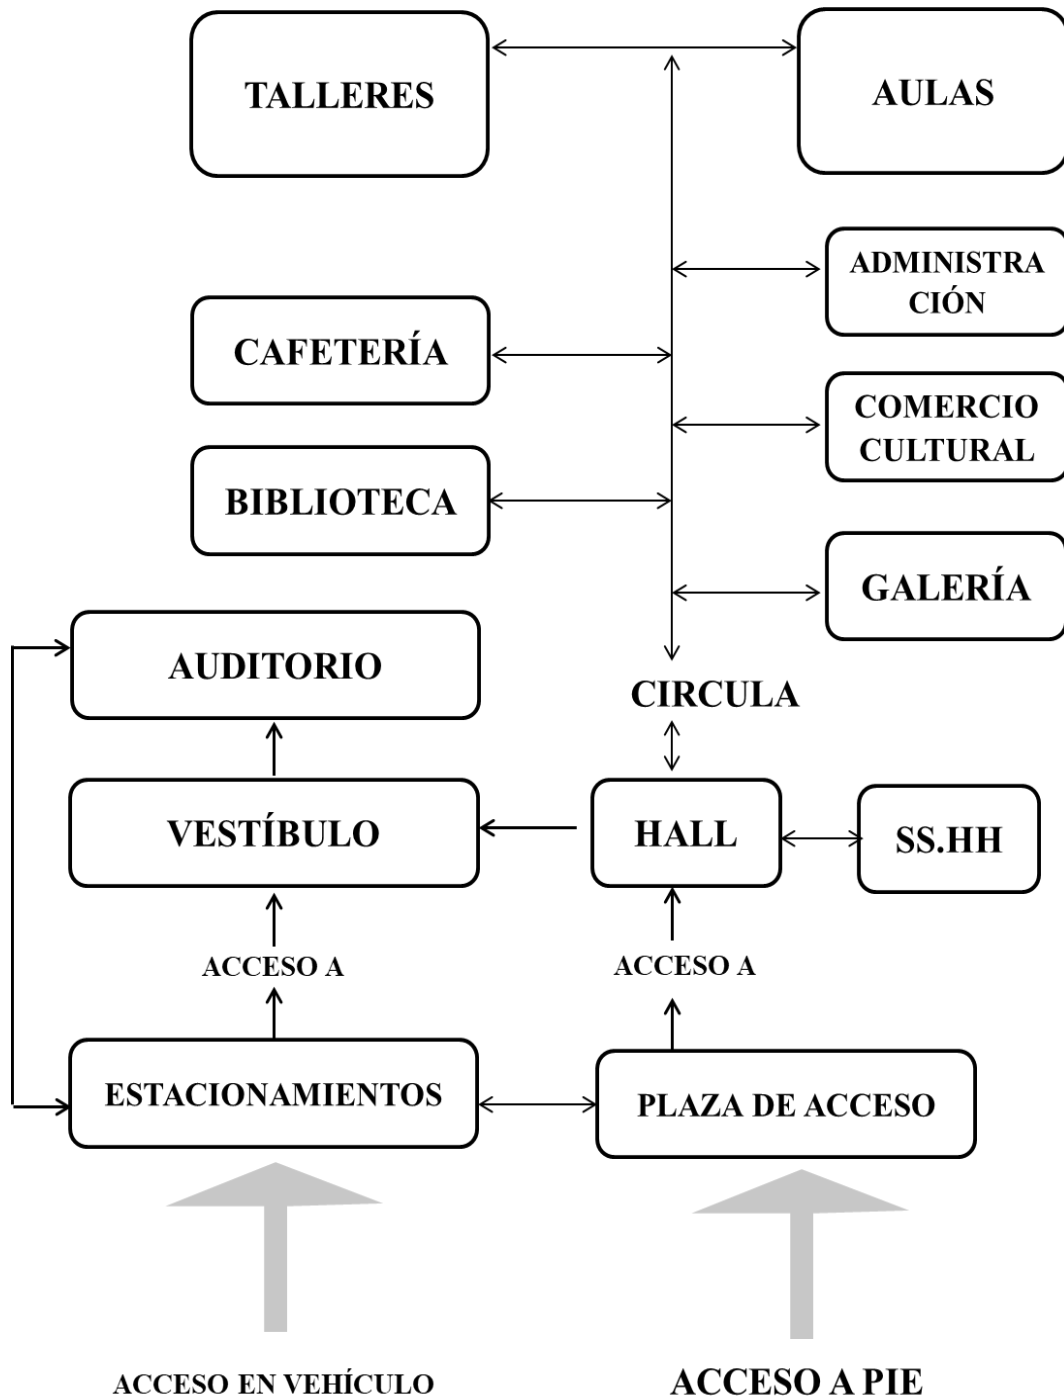 TALLERES
AULAS
ADMINISTRA
CIÓN
CAFETERÍA
COMERCIO
CULTURAL
BIBLIOTECA
GALERÍA
AUDITORIO
CIRCULA
VESTÍBULO
HALL
SS.HH
ACCESO A
ACCESO A
ESTACIONAMIENTOS
PLAZA DE ACCESO
ACCESO EN VEHÍCULO
ACCESO A PIE